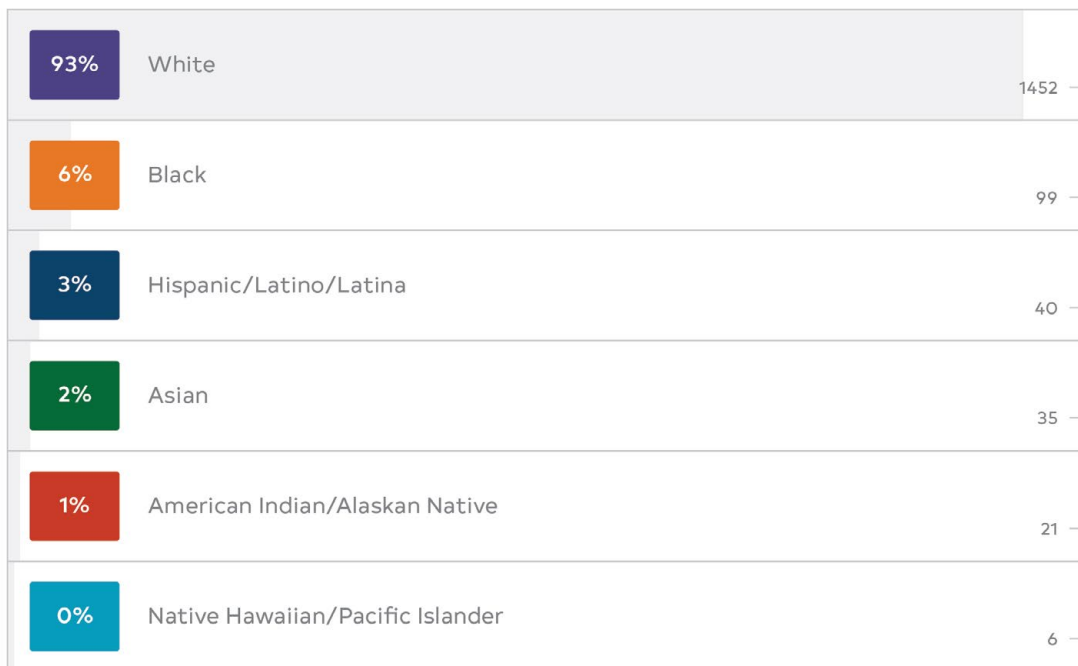 93% White
1452
6% Black
99
3% Hispanic/Latino/Latina
40
2% Asian
35
1% American Indian/Alaskan Native
21
0% Native Hawaiian/Pacific Islander
6